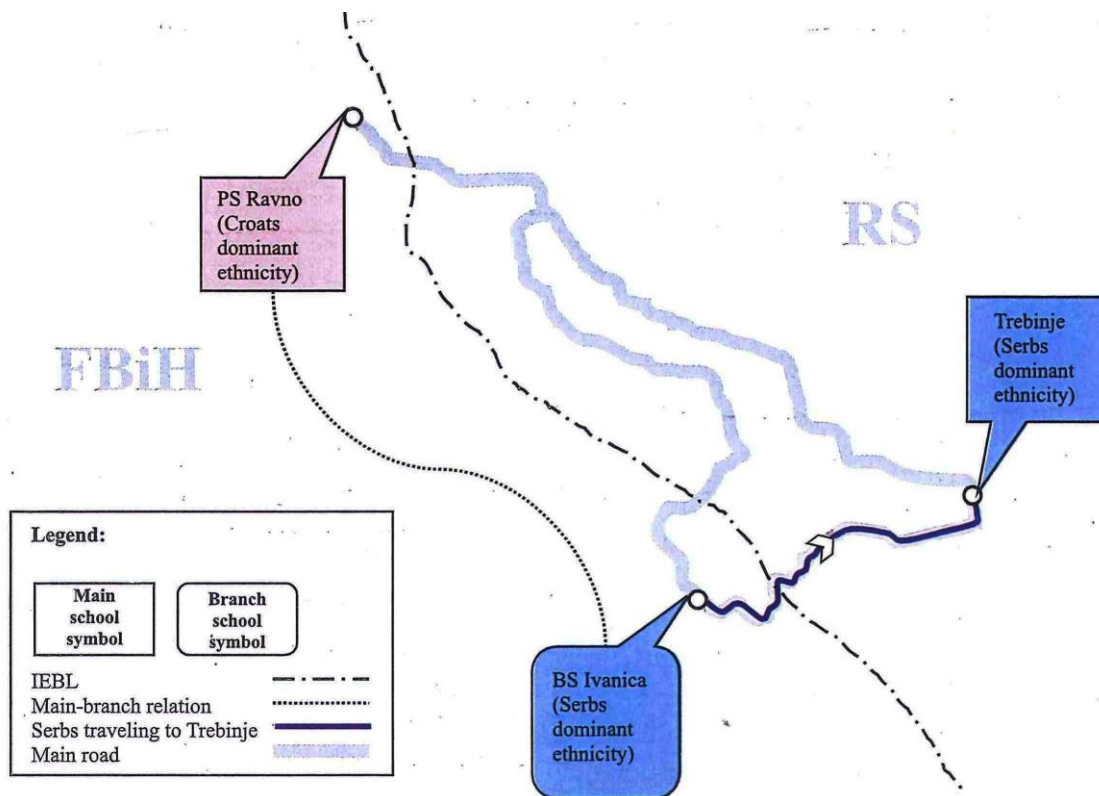 PS Ravno
(Croats
dominant
ethnicity)
RS
FBiH
Trebinje
(Serbs
dominant
ethnicity)
BS Ivanica
(Serbs
dominant
ethnicity)
Legend:
Main
school
symbol
Branch
school
symbol
IEBL
Main-branch relation
Serbs traveling to Trebinje
Main road